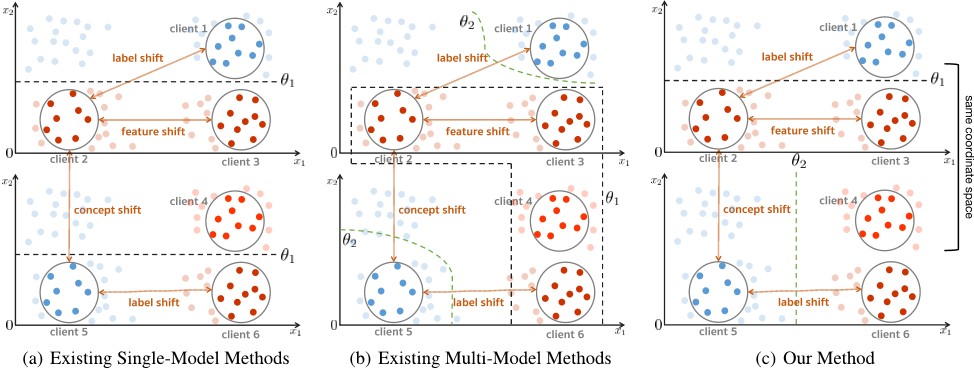 x₂
client 1
label shift
θ₁
feature shift
0
client 2
client 3
x₁
x₂
client 4
concept shift
θ₁
label shift
0
client 5
client 6
x₁
(a) Existing Single-Model Methods
x₂
θ₂
client 1
label shift
feature shift
0
client 2
client 3
x₁
x₂
client 4
θ₁
concept shift
θ₂
label shift
0
client 5
client 6
x₁
(b) Existing Multi-Model Methods
x₂
client 1
label shift
θ₁
feature shift
0
client 2
θ₂
client 3
x₁
x₂
client 4
concept shift
label shift
0
client 5
client 6
x₁
same coordinate space
(c) Our Method